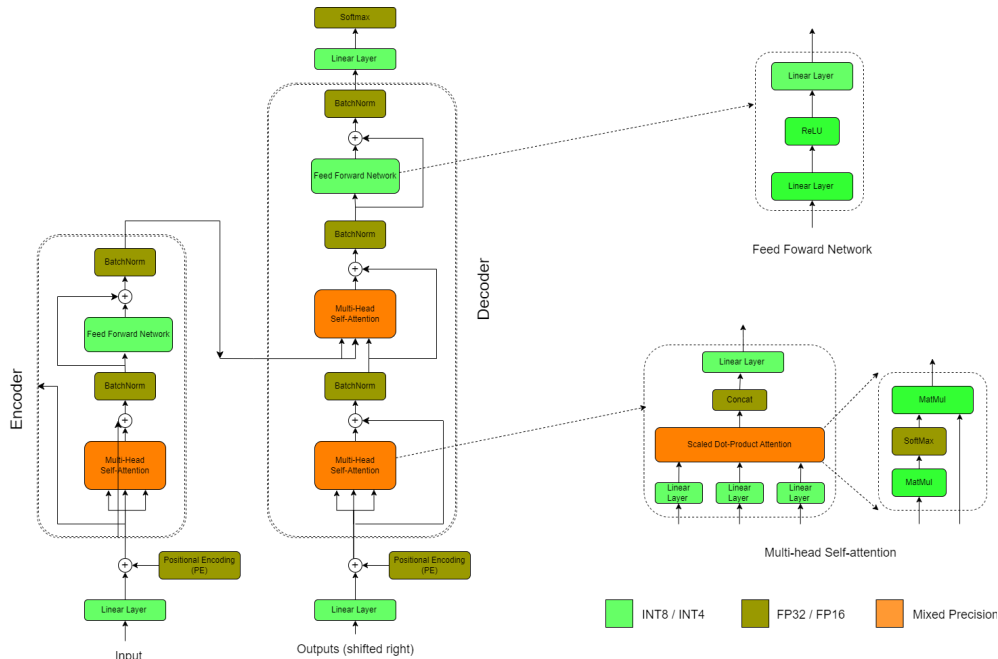 Softmax
Linear Layer
BatchNorm
Feed Forward Network
BatchNorm
Multi-Head
Self-Attention
BatchNorm
Multi-Head
Self-Attention
Positional Encoding
(PE)
Linear Layer
Outputs (shifted right)
Decoder
Encoder
BatchNorm
Feed Forward Network
BatchNorm
Multi-Head
Self-Attention
Positional Encoding
(PE)
Linear Layer
Input
Linear Layer
ReLU
Linear Layer
Feed Foward Network
Linear Layer
Concat
Scaled Dot-Product Attention
Linear
Layer
Linear
Layer
Linear
Layer
MatMul
SoftMax
MatMul
Multi-head Self-attention
INT8 / INT4
FP32 / FP16
Mixed Precision